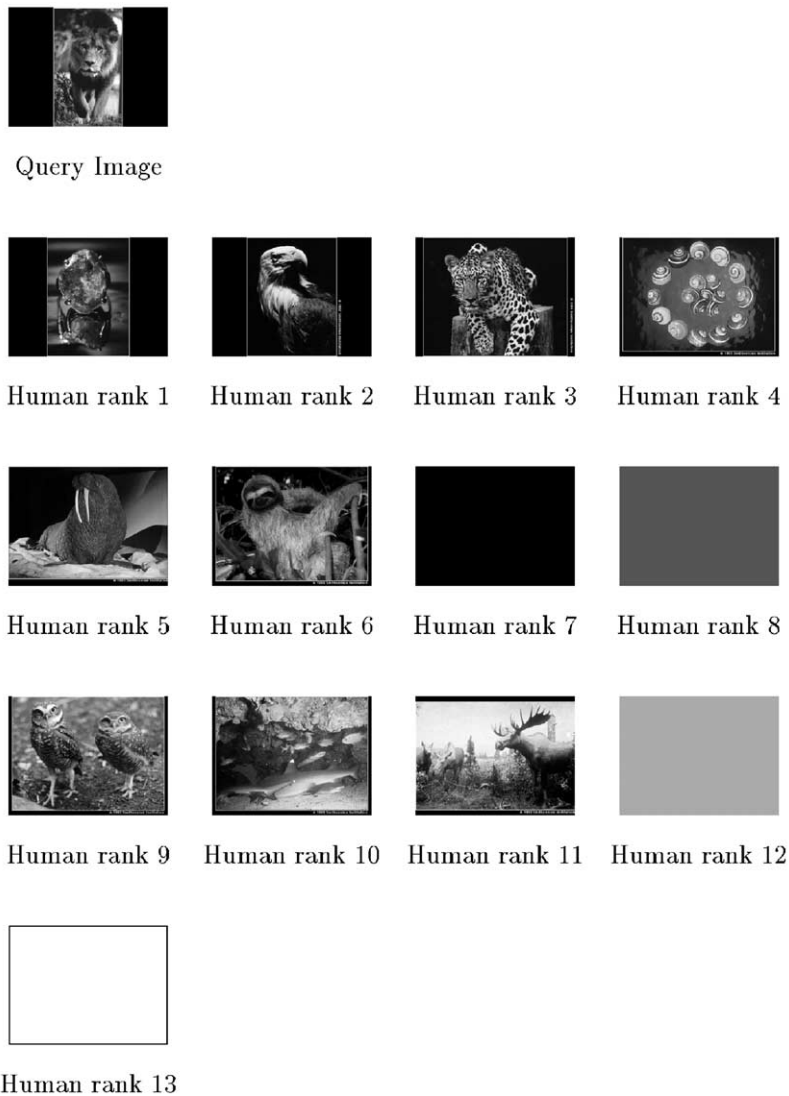 Query Image
Human rank 1
Human rank 2
Human rank 3
Human rank 4
Human rank 5
Human rank 6
Human rank 7
Human rank 8
Human rank 9
Human rank 10
Human rank 11
Human rank 12
Human rank 13